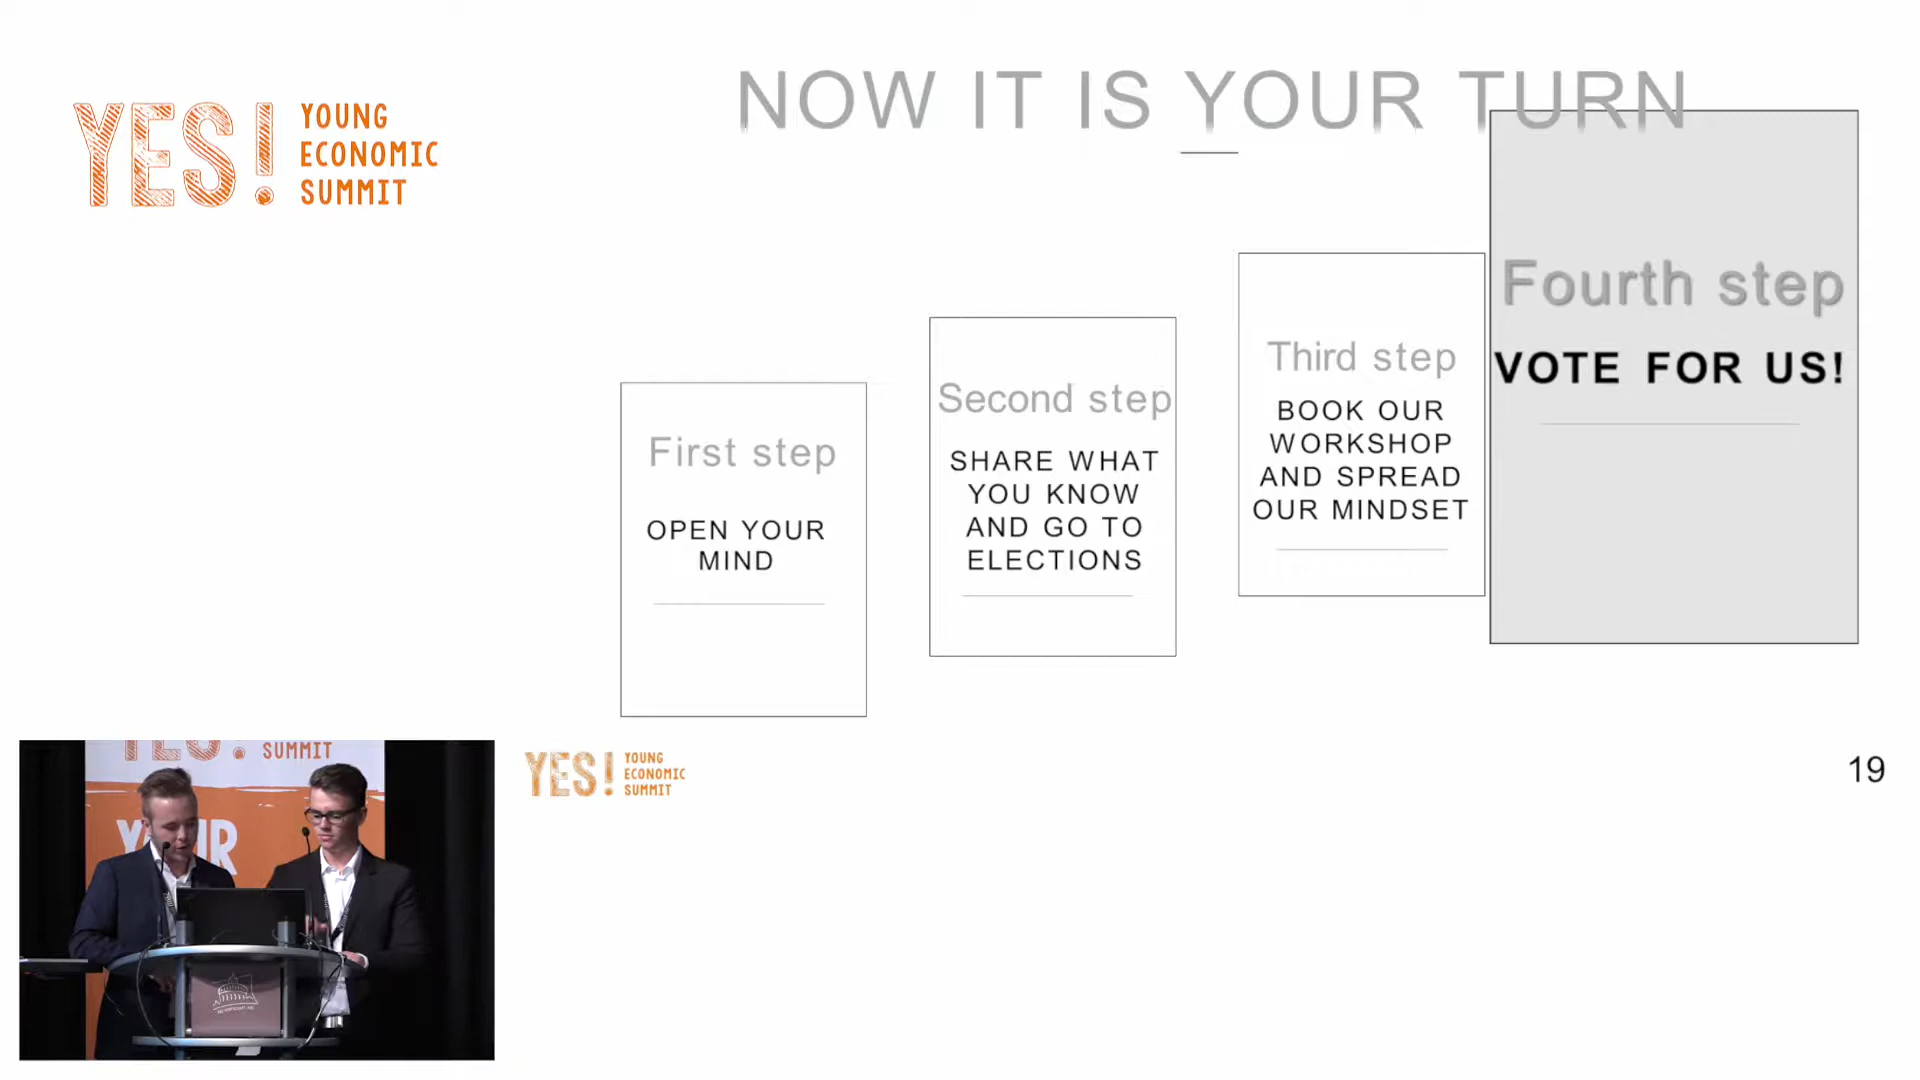 NOW IT IS YOUR TURN
YES! YOUNG
ECONOMIC
SUMMIT
First step
OPEN YOUR
MIND
Second step
SHARE WHAT
YOU KNOW
AND GO TO
ELECTIONS
Third step
BOOK OUR
WORKSHOP
AND SPREAD
OUR MINDSET
Fourth step
VOTE FOR US!
YES! YOUNG
ECONOMIC
SUMMIT
19
YES! SUMMIT
YOUR